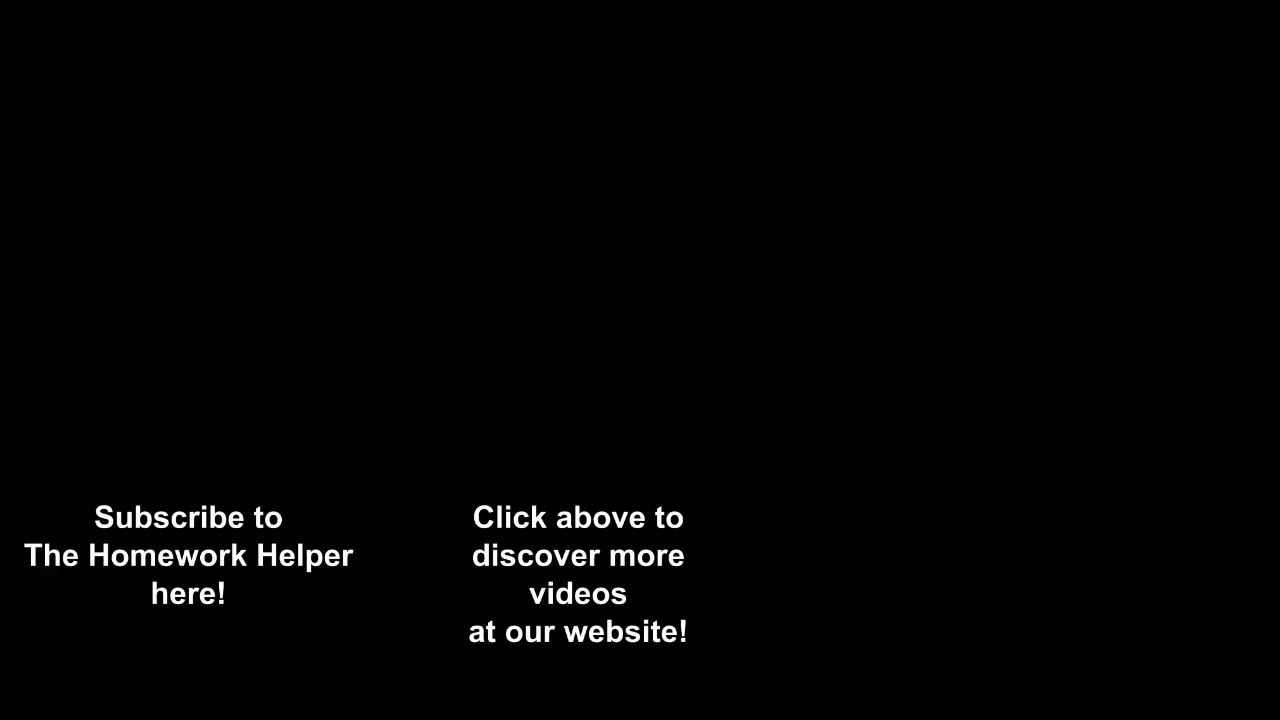 Subscribe to
The Homework Helper
here!
Click above to
discover more
videos
at our website!